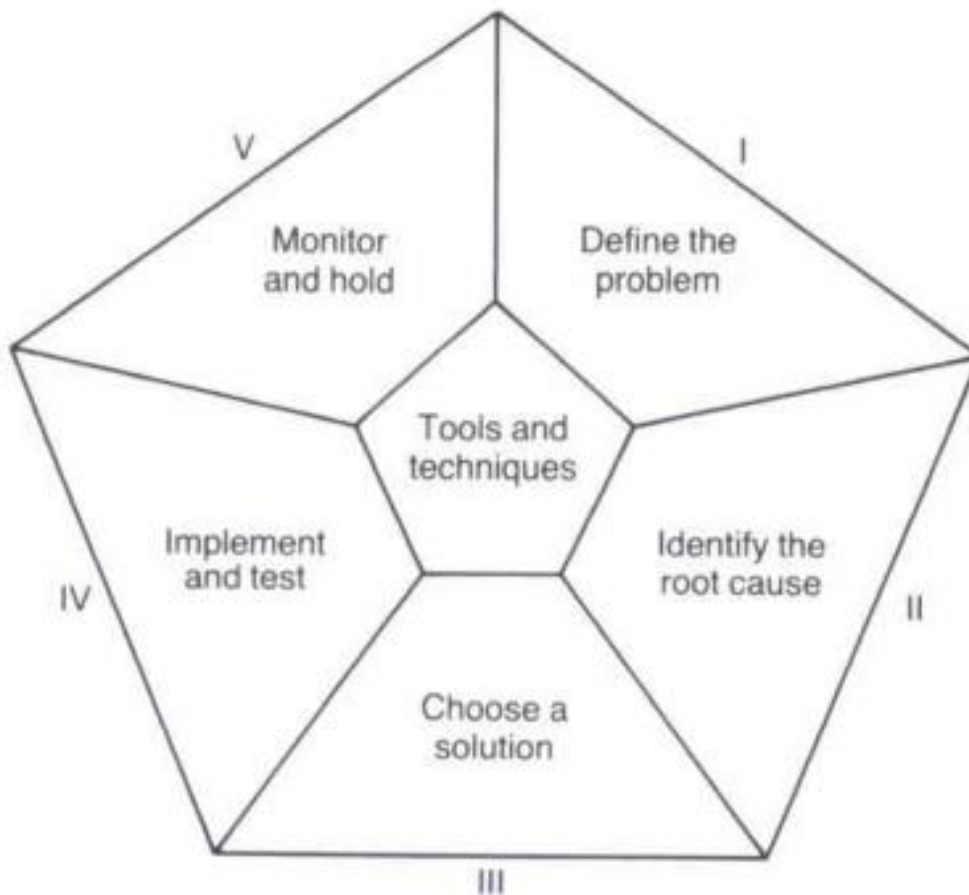 V
I
Monitor
and hold
Define the
problem
Tools and
techniques
Implement
and test
Identify the
root cause
IV
II
Choose a
solution
III